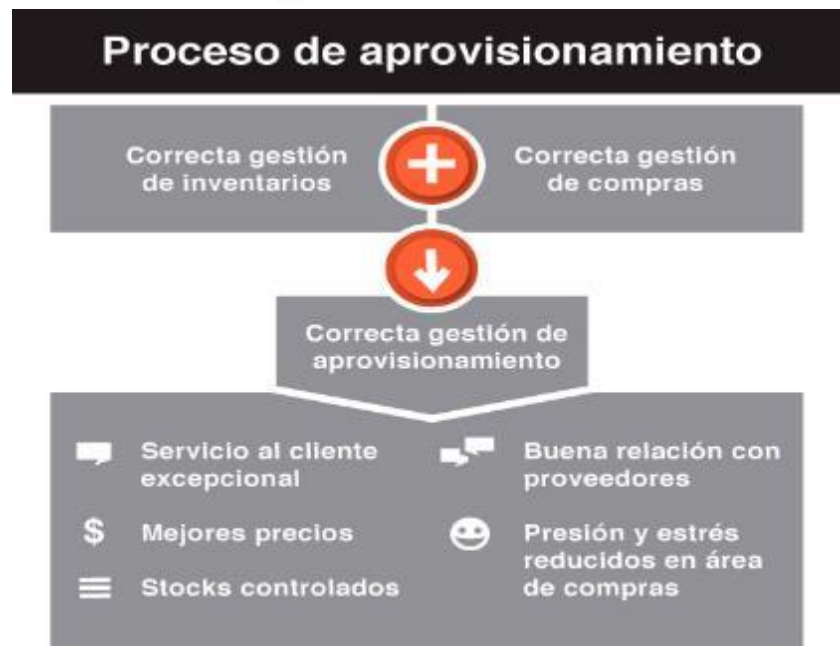 Proceso de aprovisionamiento
Correcta gestión
de inventarios
Correcta gestión
de compras
Correcta gestión de
aprovisionamiento
Servicio al cliente
excepcional
$ Mejores precios
Stocks controlados
Buena relación con
proveedores
Presión y estrés
reducidos en área
de compras